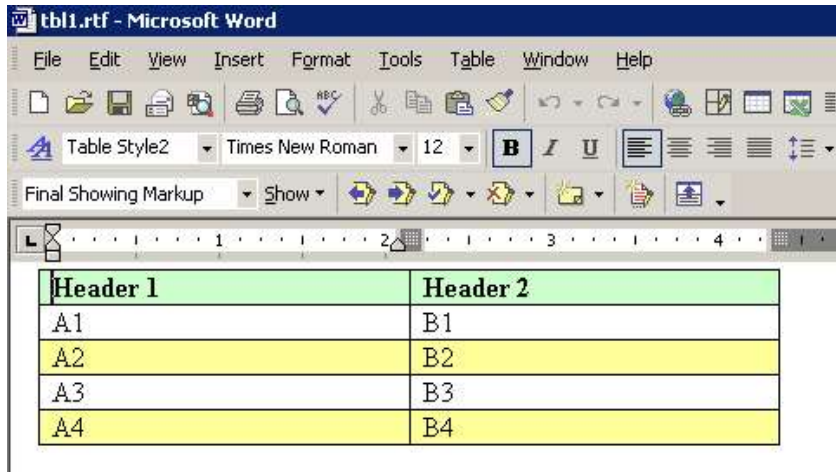 tbl1.rtf - Microsoft Word
File Edit View Insert Format Tools Table Window Help
ABC
Table Style2 Times New Roman 12 B I U
Final Showing Markup Show
1 2 3 4
Header 1 Header 2
A1 B1
A2 B2
A3 B3
A4 B4